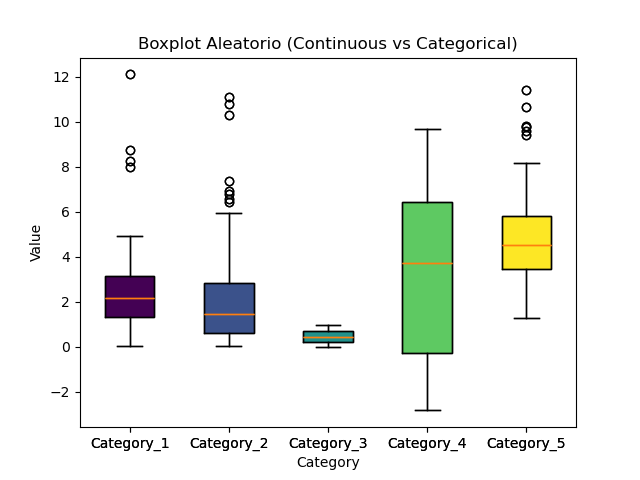 Boxplot Aleatorio (Continuous vs Categorical)
12
10
8
6
4
2
0
−2
Value
Category_1 Category_2 Category_3 Category_4 Category_5
Category